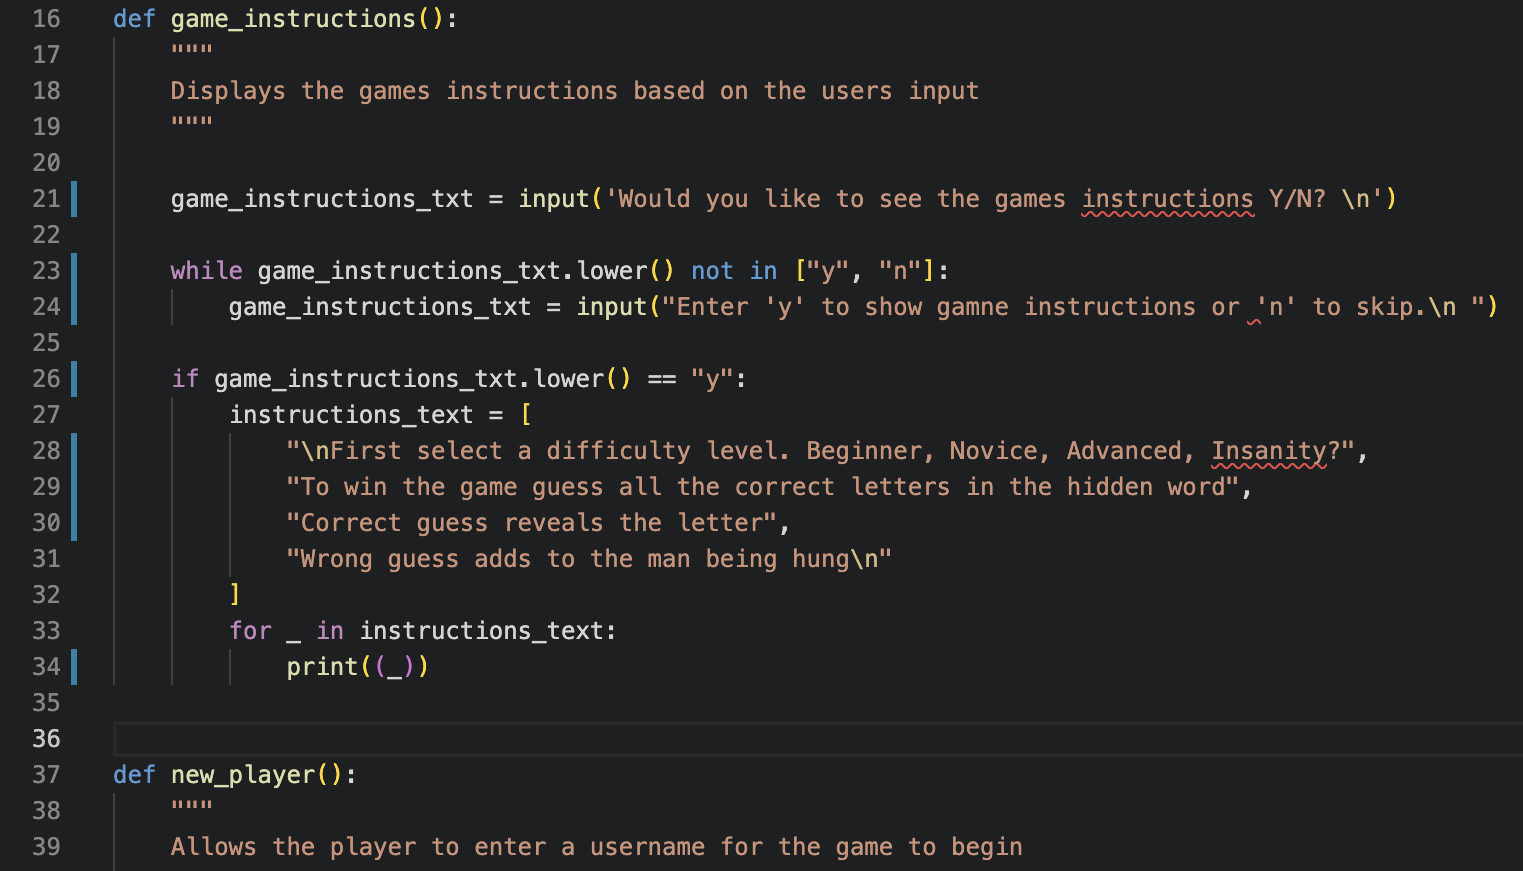 16 def game_instructions():
17     """
18     Displays the games instructions based on the users input
19     """
20
21     game_instructions_txt = input('Would you like to see the games instructions Y/N? \n')
22
23     while game_instructions_txt.lower() not in ["y", "n"]:
24         game_instructions_txt = input("Enter 'y' to show gamne instructions or 'n' to skip.\n ")
25
26     if game_instructions_txt.lower() == "y":
27         instructions_text = [
28             "\nFirst select a difficulty level. Beginner, Novice, Advanced, Insanity?",
29             "To win the game guess all the correct letters in the hidden word",
30             "Correct guess reveals the letter",
31             "Wrong guess adds to the man being hung\n"
32         ]
33         for _ in instructions_text:
34             print((_))
35
36
37 def new_player():
38     """
39     Allows the player to enter a username for the game to begin